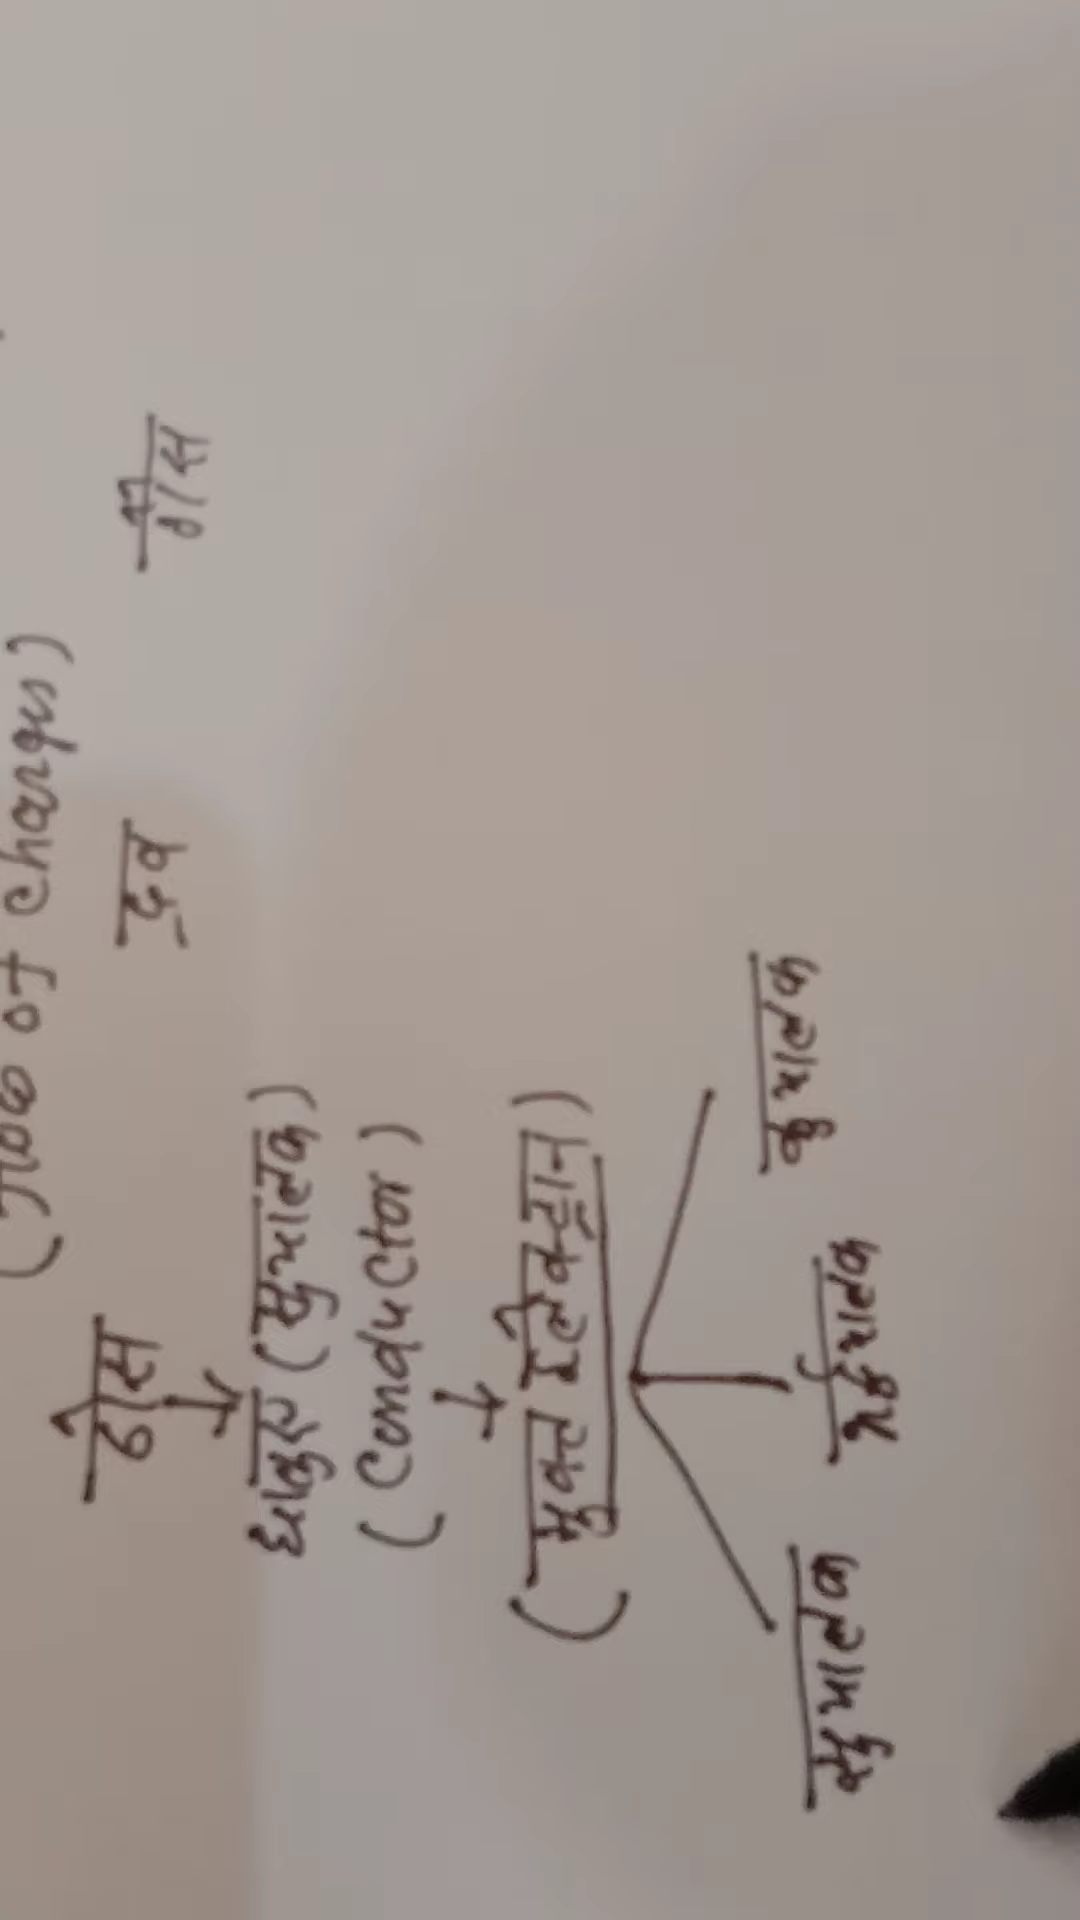 (Flow of charges)
ठोस द्रव गैस
↓
धातुए (सुचालक)
(Conductor)
↓
(मुक्त इलेक्ट्रान)
सुचालक अर्द्धचालक कुचालक